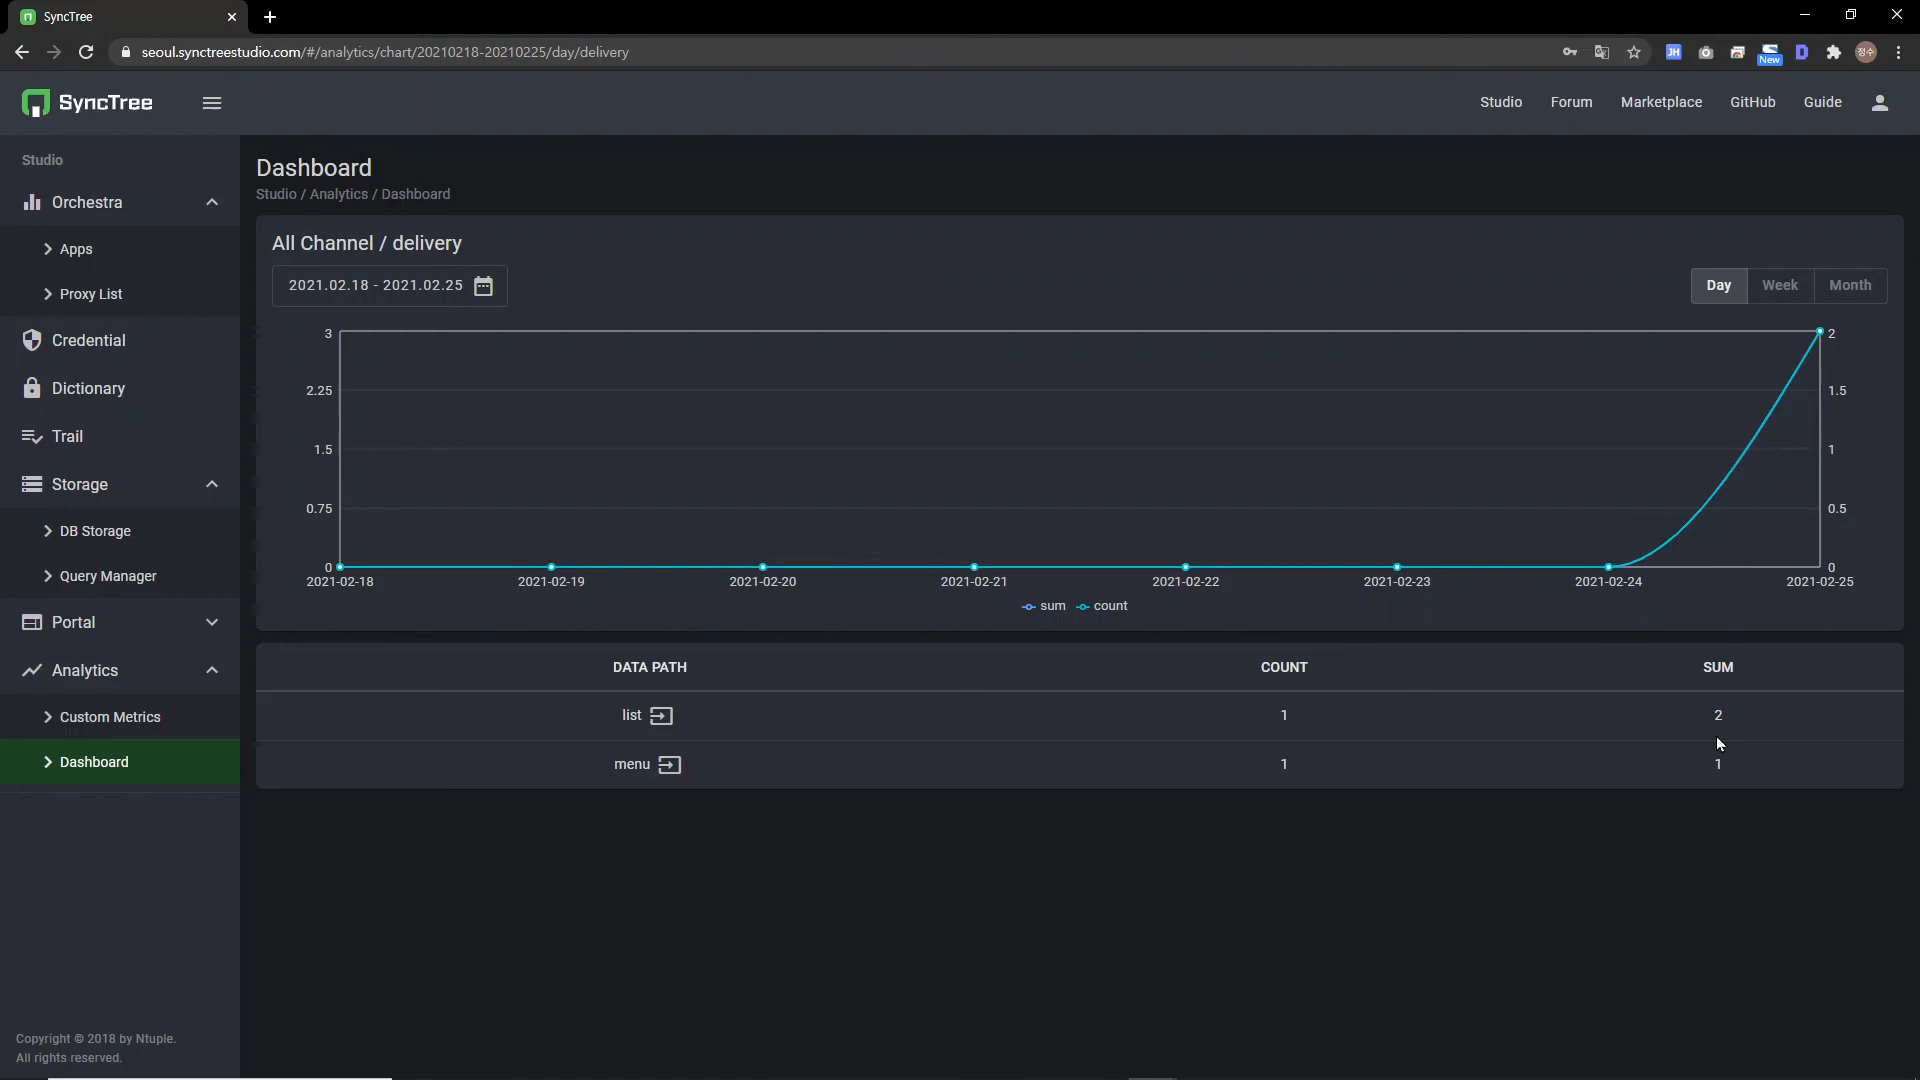 SyncTree
seoul.synctreestudio.com/#/analytics/chart/20210218-20210225/day/delivery
JH
New
D
정수
SyncTree
Studio
Forum
Marketplace
GitHub
Guide
Studio
Orchestra
Apps
Proxy List
Credential
Dictionary
Trail
Storage
DB Storage
Query Manager
Portal
Analytics
Custom Metrics
Dashboard
Copyright © 2018 by Ntuple.
All rights reserved.
Dashboard
Studio / Analytics / Dashboard
All Channel / delivery
2021.02.18 - 2021.02.25
Day
Week
Month
3
2.25
1.5
0.75
0
2
1.5
1
0.5
0
2021-02-18
2021-02-19
2021-02-20
2021-02-21
2021-02-22
2021-02-23
2021-02-24
2021-02-25
sum
count
DATA PATH
COUNT
SUM
list
1
2
menu
1
1